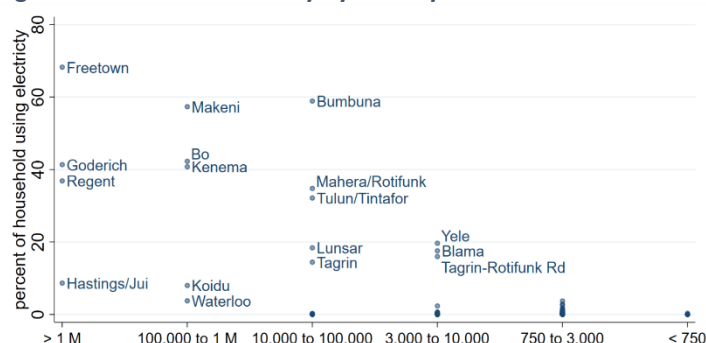 percent of household using electricty
80
60
40
20
0
Freetown
Goderich
Regent
Hastings/Jui
Makeni
Bo
Kenema
Koidu
Waterloo
Bumbuna
Mahera/Rotifunk
Tulun/Tintafor
Lunsar
Tagrin
Yele
Blama
Tagrin-Rotifunk Rd
> 1 M
100.000 to 1 M
10.000 to 100.000
3.000 to 10.000
750 to 3.000
< 750